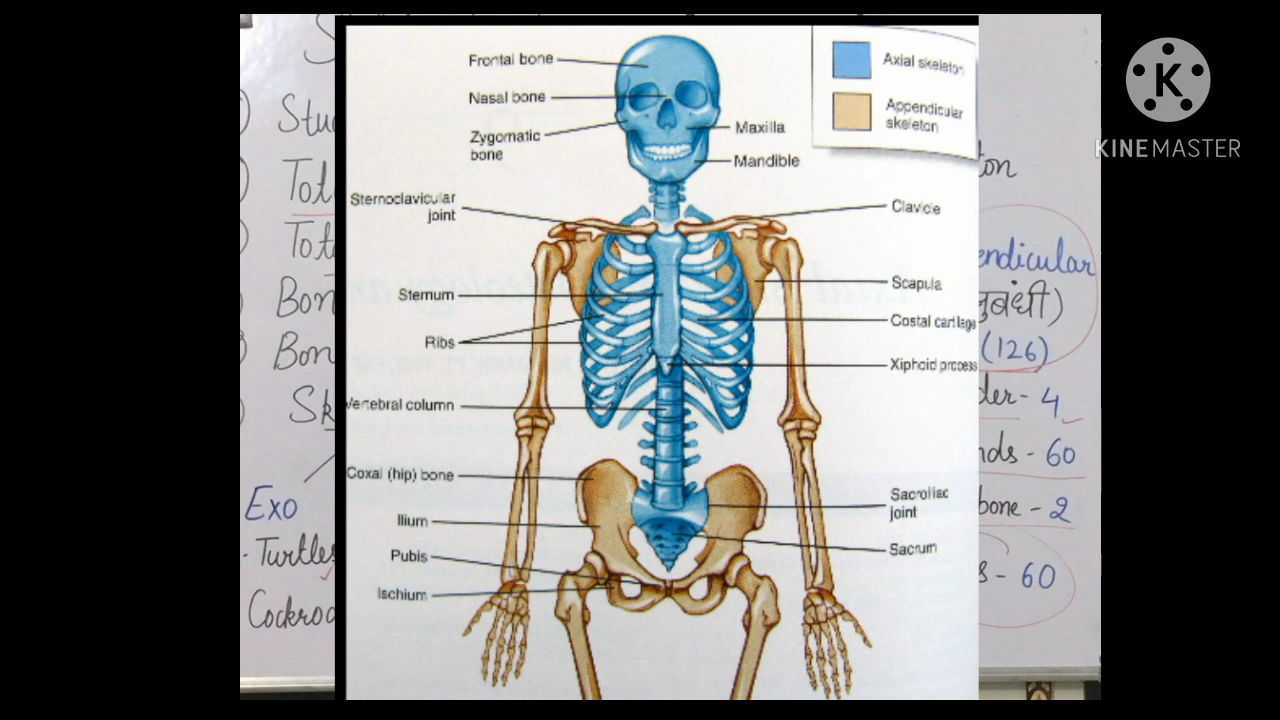 Frontal bone
Nasal bone
Zygomatic
bone
Maxilla
Mandible
Axial skeleton
Appendicular
skeleton
KINEMASTER
Sternoclavicular
joint
Clavicle
Scapula
Sternum
Costal cartilage
Ribs
Xiphoid process
Vertebral column
Coxal (hip) bone
Sacroiliac
joint
Ilium
Sacrum
Pubis
Ischium
Stu
Tot
Tot
Bon
Bon
Sk
Exo
- Turtles
Cockro
ton
endicular
नुबंधी)
(126)
der - 4
nds - 60
bone - 2
s - 60